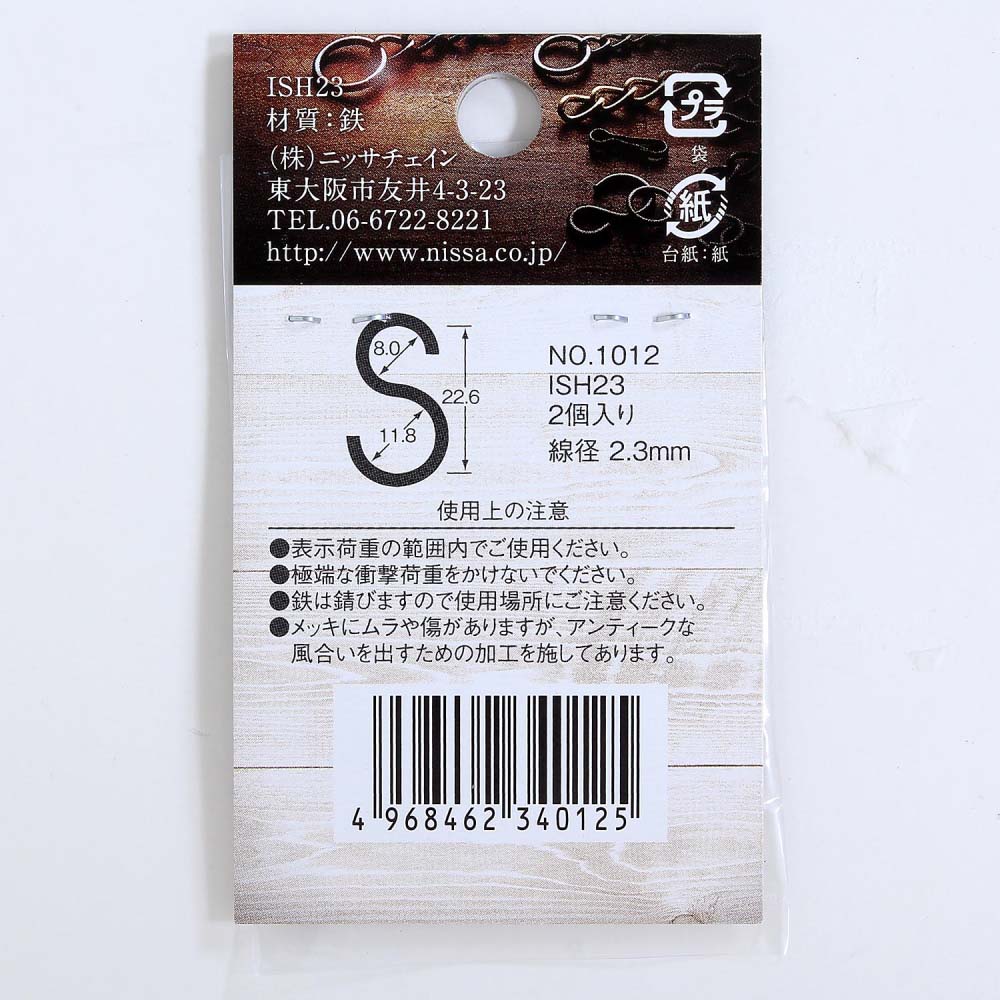 ISH23
材質：鉄
（株）ニッサチェイン
東大阪市友井4-3-23
TEL.06-6722-8221
http://www.nissa.co.jp/
プラ
袋
紙
台紙：紙
8.0
22.6
11.8
NO.1012
ISH23
2個入り
線径 2.3mm
使用上の注意
●表示荷重の範囲内でご使用ください。
●極端な衝撃荷重をかけないでください。
●鉄は錆びますので使用場所にご注意ください。
●メッキにムラや傷がありますが、アンティークな
風合いを出すための加工を施してあります。
4 968462 340125